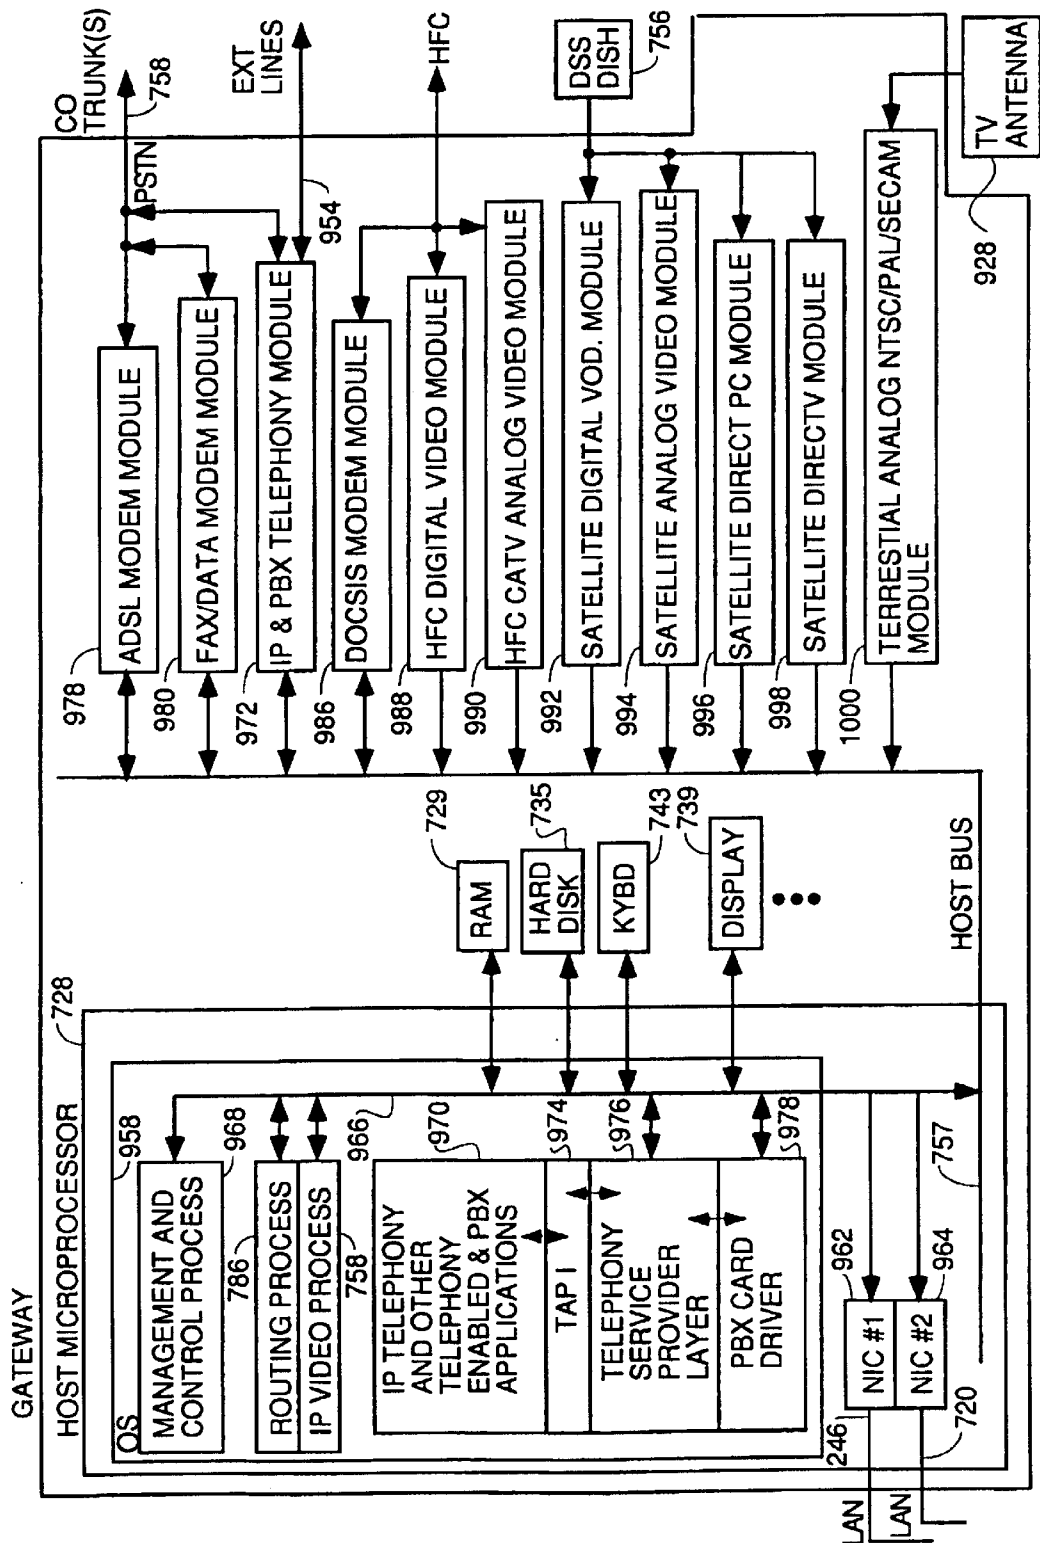 GATEWAY
HOST MICROPROCESSOR
728
OS
958
MANAGEMENT AND
CONTROL PROCESS
968
786
ROUTING PROCESS
IP VIDEO PROCESS
758
966
IP TELEPHONY
AND OTHER
TELEPHONY
ENABLED & PBX
APPLICATIONS
970
TAP I
974
TELEPHONY
SERVICE
PROVIDER
LAYER
976
PBX CARD
DRIVER
978
RAM
729
HARD
DISK
735
KYBD
743
DISPLAY
739
HOST BUS
757
NIC #1
962
NIC #2
964
246
720
LAN
LAN
CO
TRUNK(S)
758
PSTN
EXT
LINES
954
HFC
DSS
DISH
756
TV
ANTENNA
928
978
ADSL MODEM MODULE
980
FAX/DATA MODEM MODULE
972
IP & PBX TELEPHONY MODULE
986
DOCSIS MODEM MODULE
988
HFC DIGITAL VIDEO MODULE
990
HFC CATV ANALOG VIDEO MODULE
992
SATELLITE DIGITAL VOD. MODULE
994
SATELLITE ANALOG VIDEO MODULE
996
SATELLITE DIRECT PC MODULE
998
SATELLITE DIRECTV MODULE
1000
TERRESTIAL ANALOG NTSC/PAL/SECAM
MODULE